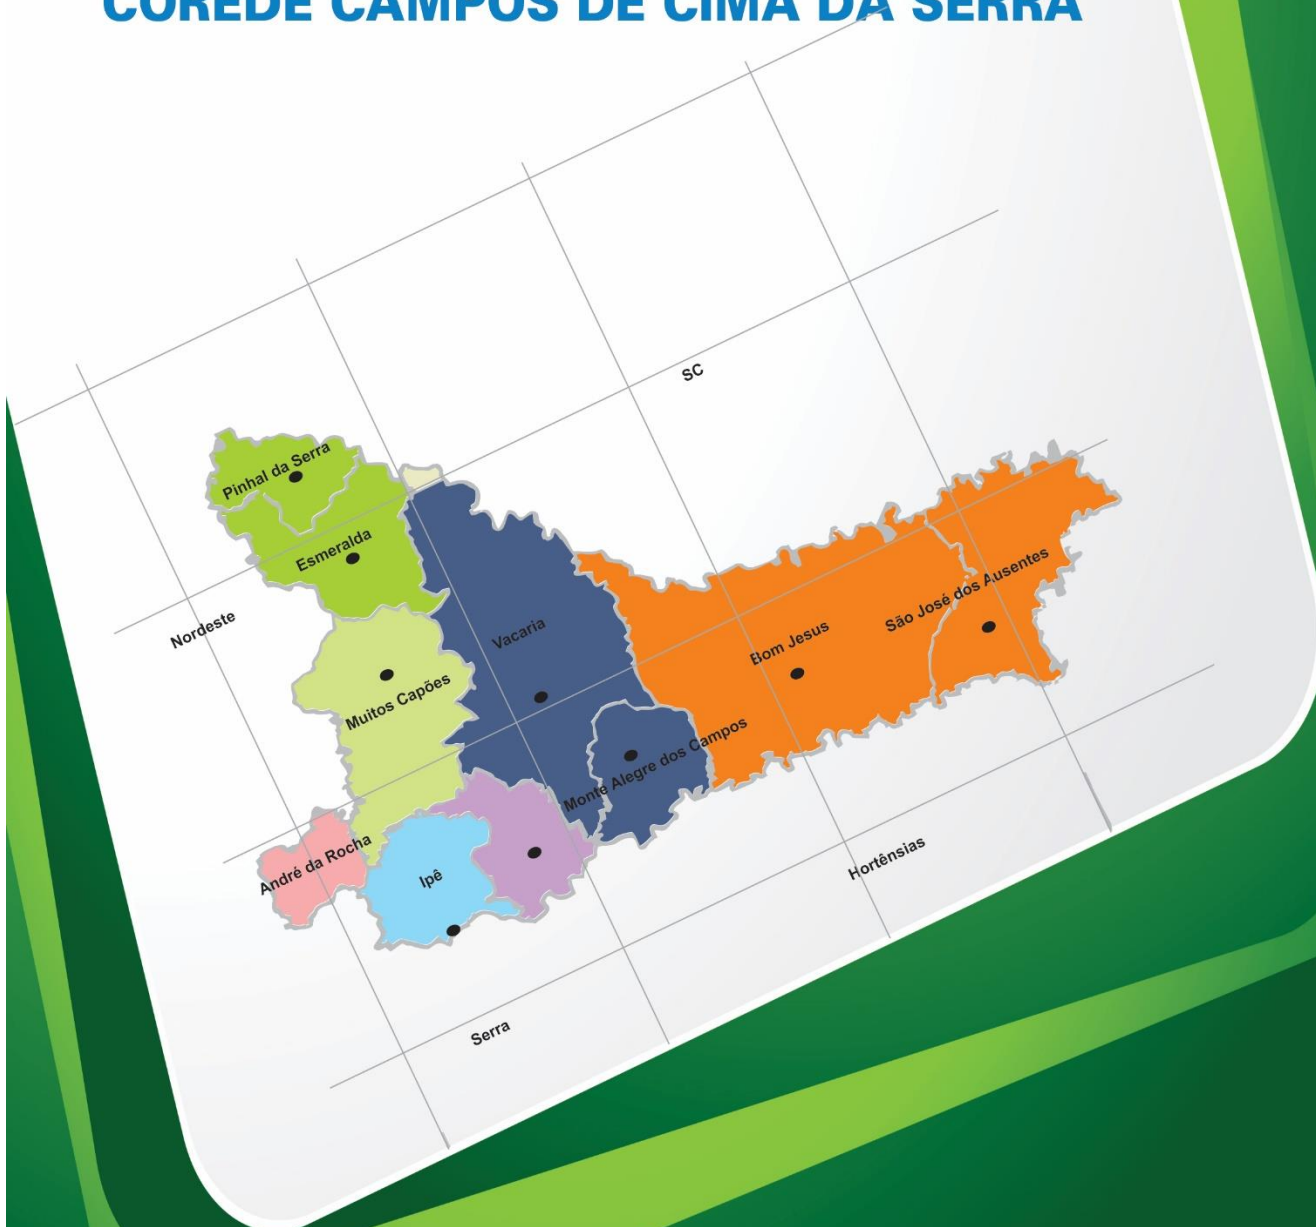 COREDE CAMPOS DE CIMA DA SERRA
SC
Pinhal da Serra
Esmeralda
Nordeste
Vacaria
São José dos Ausentes
Bom Jesus
Muitos Capões
Monte Alegre dos Campos
André da Rocha
Ipê
Hortênsias
Serra